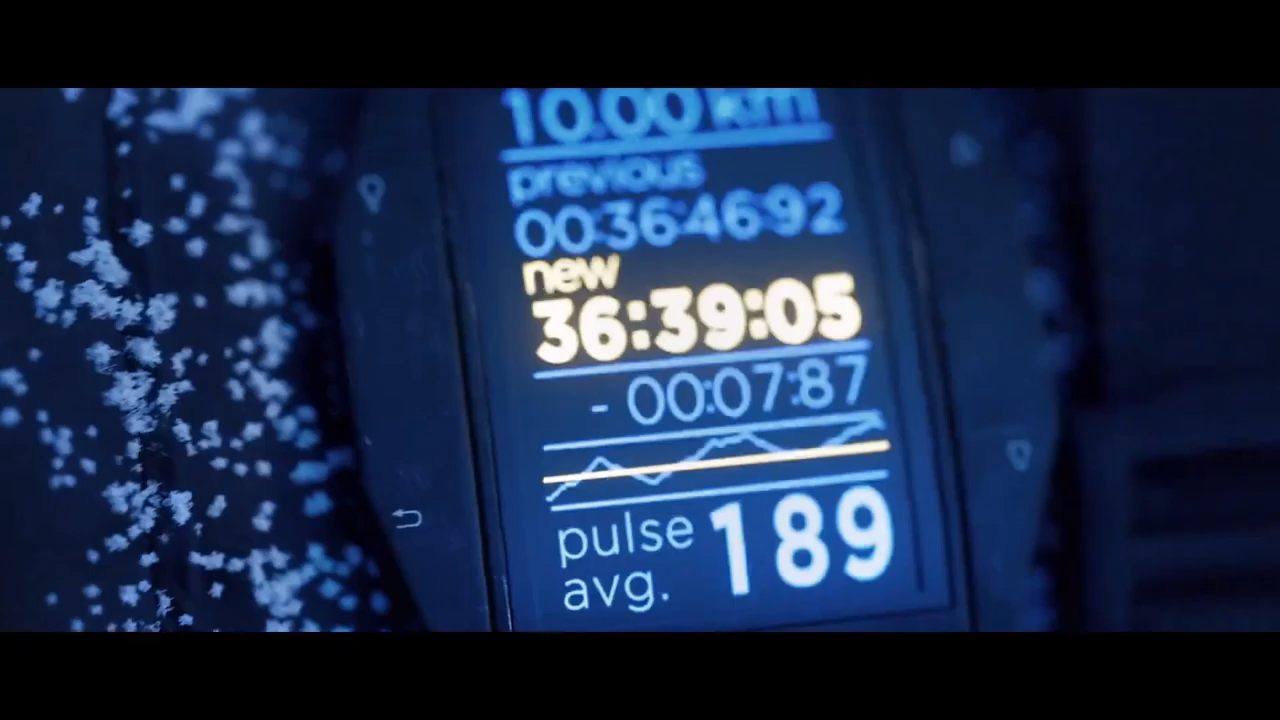 10.00 km
previous
00:36:46:92
new
36:39:05
- 00:07:87
pulse 189
avg.